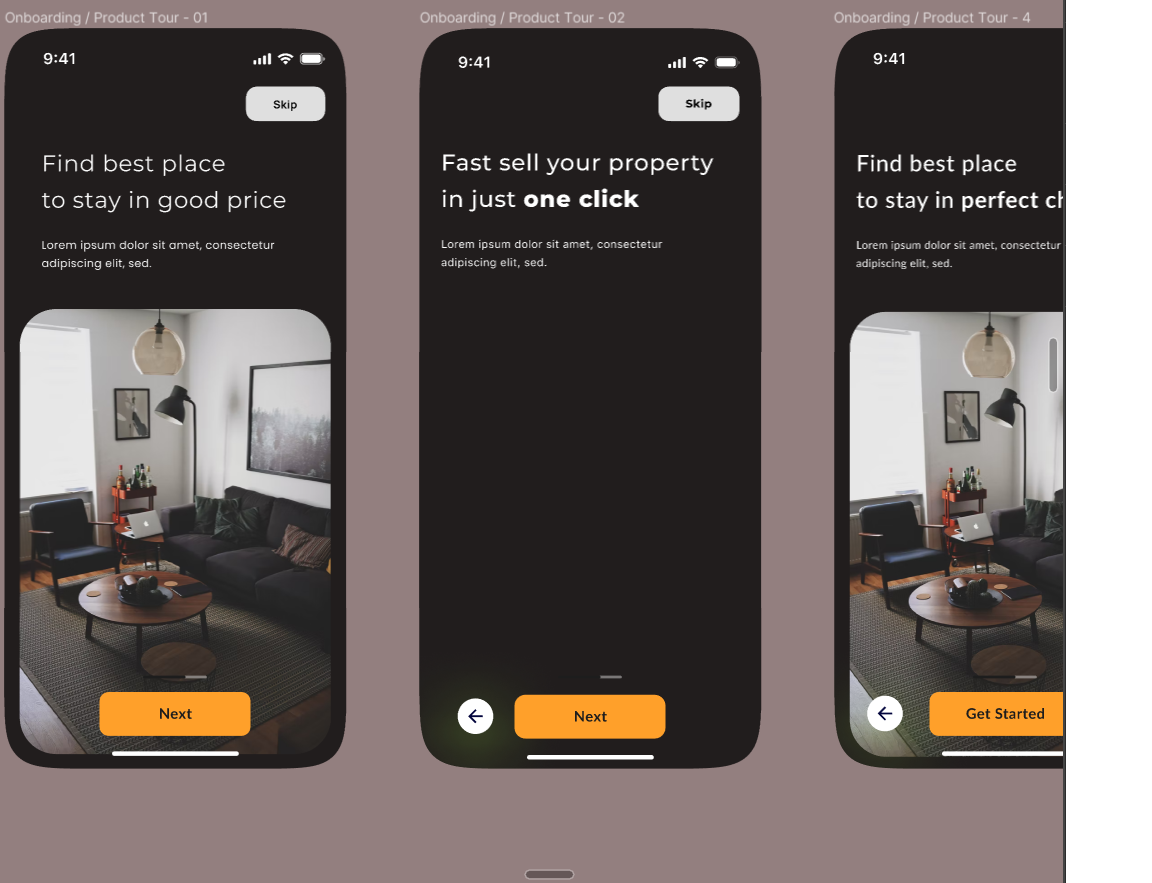 Onboarding / Product Tour - 01
9:41
Skip
Find best place
to stay in good price
Lorem ipsum dolor sit amet, consectetur
adipiscing elit, sed.
Next
Onboarding / Product Tour - 02
9:41
Skip
Fast sell your property
in just one click
Lorem ipsum dolor sit amet, consectetur
adipiscing elit, sed.
Next
Onboarding / Product Tour - 4
9:41
Find best place
to stay in perfect
Lorem ipsum dolor sit amet, consectetur
adipiscing elit, sed.
Get Started